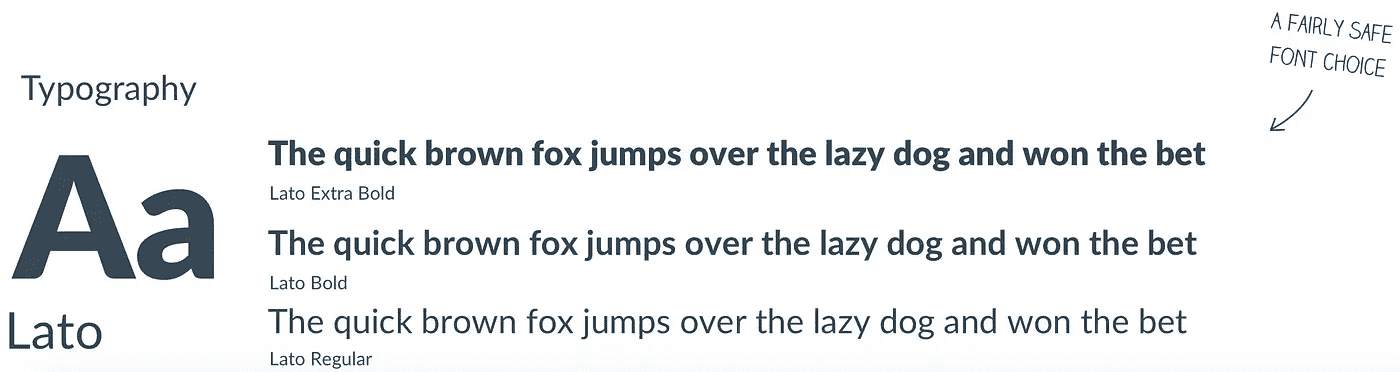 A FAIRLY SAFE
FONT CHOICE
Typography
Aa
Lato
The quick brown fox jumps over the lazy dog and won the bet
Lato Extra Bold
The quick brown fox jumps over the lazy dog and won the bet
Lato Bold
The quick brown fox jumps over the lazy dog and won the bet
Lato Regular